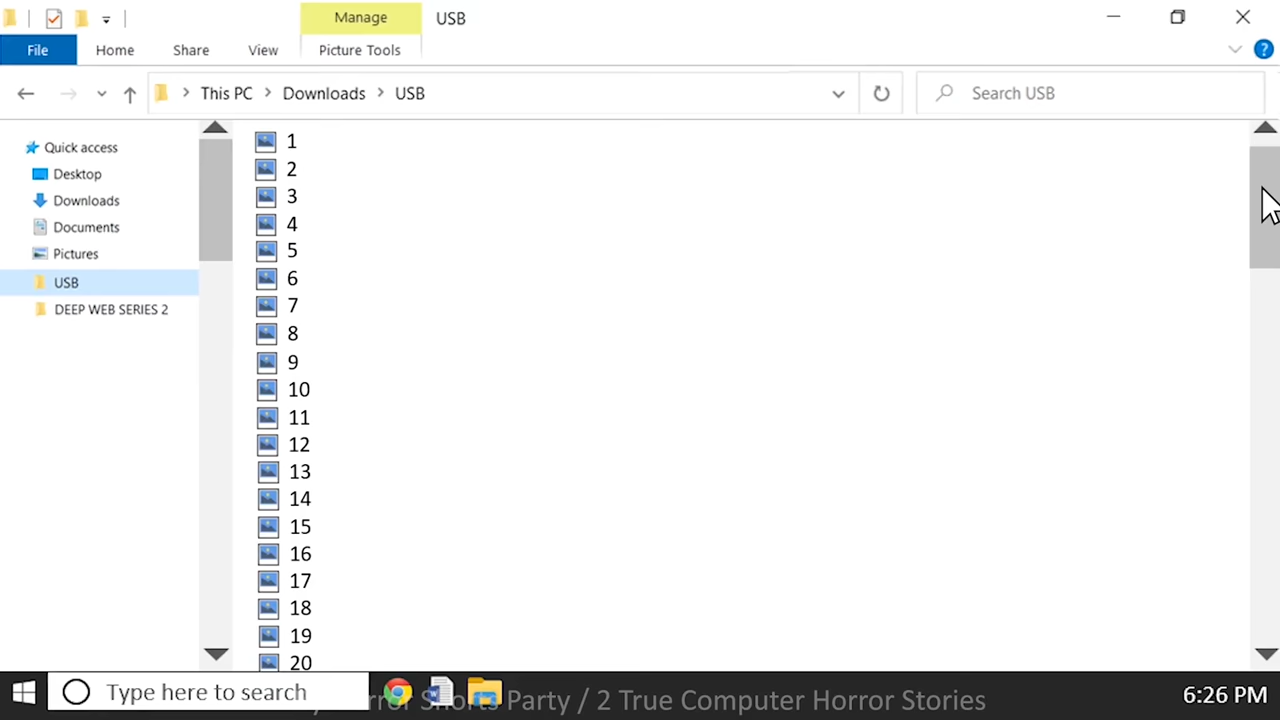 Manage
USB
File
Home
Share
View
Picture Tools
This PC
Downloads
USB
Search USB
Quick access
Desktop
Downloads
Documents
Pictures
USB
DEEP WEB SERIES 2
1
2
3
4
5
6
7
8
9
10
11
12
13
14
15
16
17
18
19
20
Type here to search
Shorts Party / 2 True Computer Horror Stories
6:26 PM